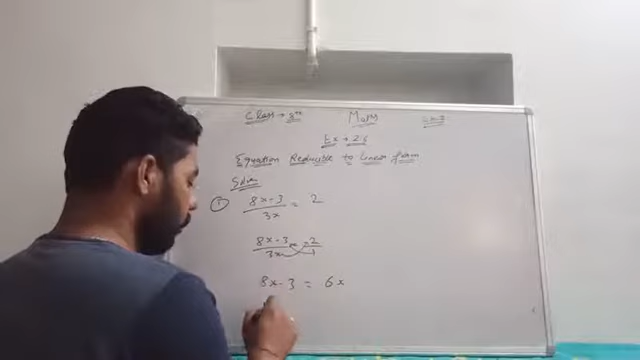 Class → 8th Math
Ex → 2.6
Equation Reducible to linear form
Solve
① 8x-3/3x = 2
8x-3/3x = 2/1
8x-3 = 6x